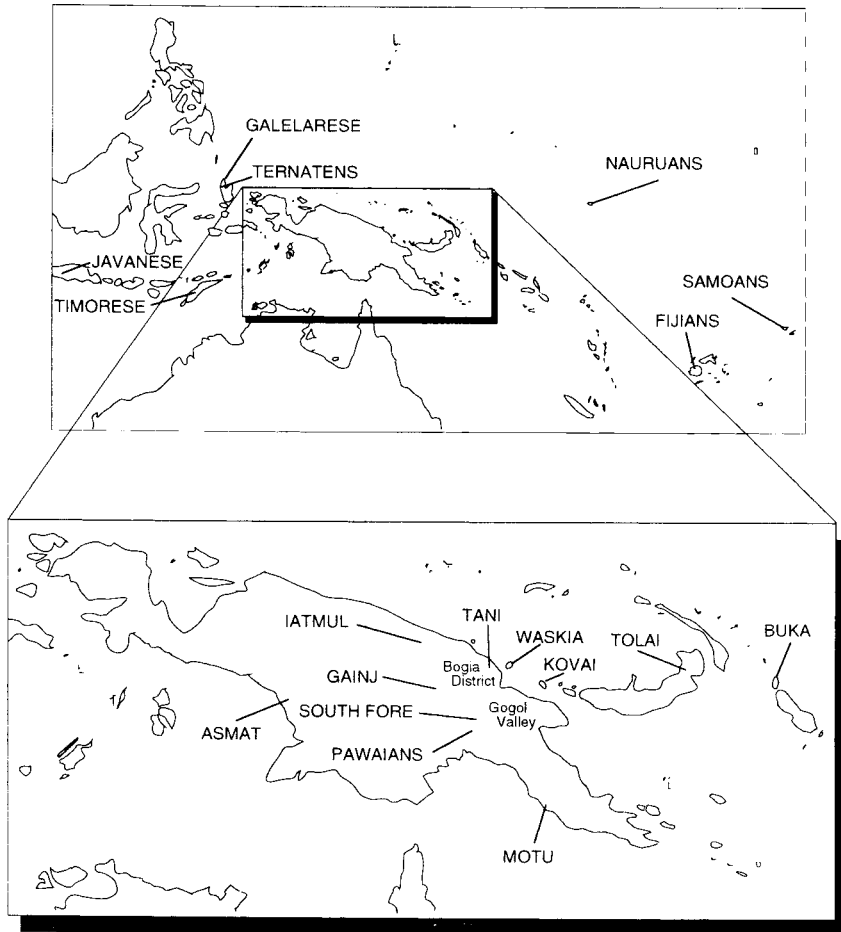 GALELARESE
TERNATENS
NAURUANS
JAVANESE
TIMORESE
SAMOANS
FIJIANS
IATMUL
TANI
WASKIA
TOLAI
BUKA
Bogia
District
KOVAI
GAINJ
SOUTH FORE
Gogol
Valley
ASMAT
PAWAIANS
MOTU